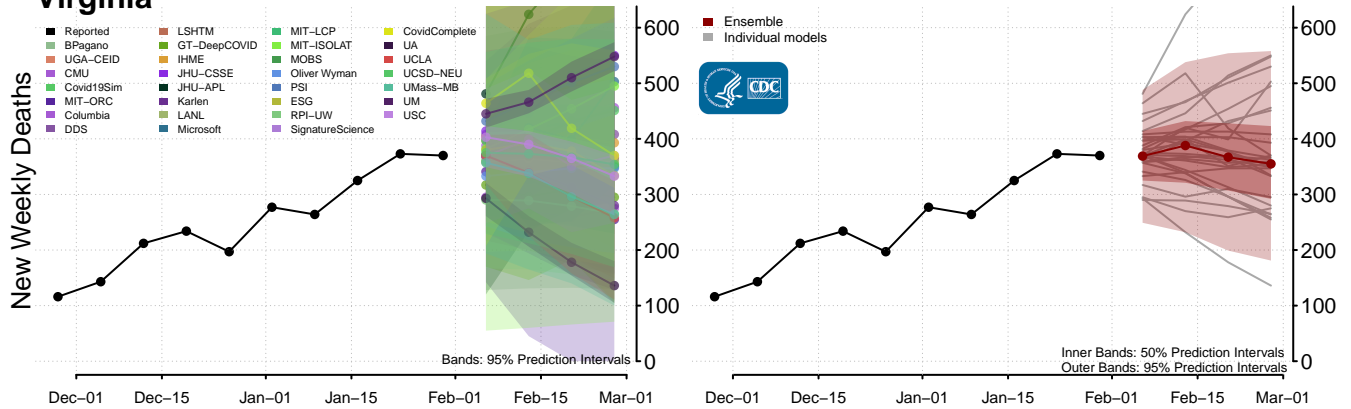 Virginia
New Weekly Deaths
Reported
BPagano
UGA−CEID
CMU
Covid19Sim
MIT−ORC
Columbia
DDS
LSHTM
GT−DeepCOVID
IHME
JHU−CSSE
JHU−APL
Karlen
LANL
Microsoft
MIT−LCP
MIT−ISOLAT
MOBS
Oliver Wyman
PSI
ESG
RPI−UW
SignatureScience
CovidComplete
UA
UCLA
UCSD−NEU
UMass−MB
UM
USC
600
500
400
300
200
100
0
Bands: 95% Prediction Intervals
Dec−01 Dec−15 Jan−01 Jan−15 Feb−01 Feb−15 Mar−01
Ensemble
Individual models
CDC
600
500
400
300
200
100
0
Inner Bands: 50% Prediction Intervals
Outer Bands: 95% Prediction Intervals
Dec−01 Dec−15 Jan−01 Jan−15 Feb−01 Feb−15 Mar−01